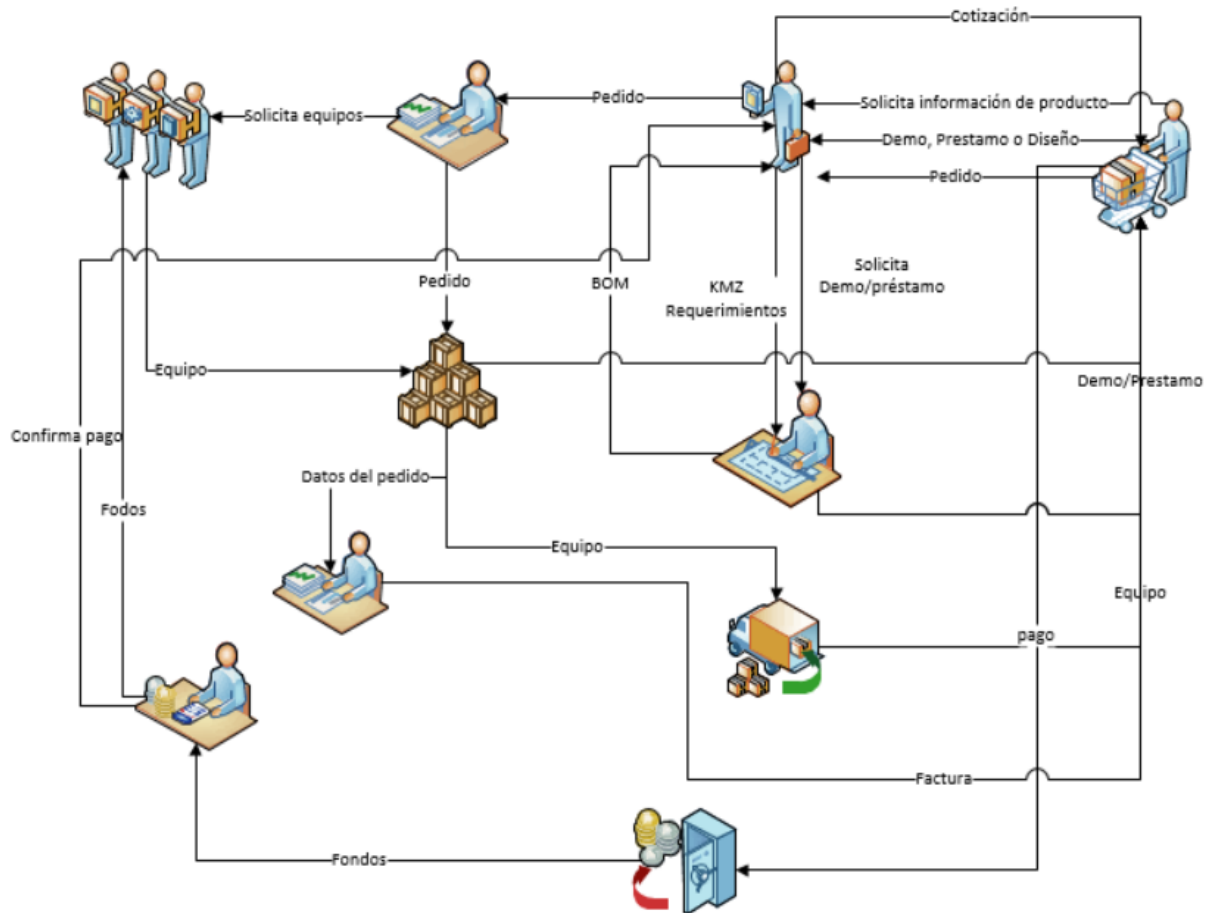 Cotización
Pedido
Solicita información de producto
Solicita equipos
Demo, Prestamo o Diseño
Pedido
Pedido
BOM
KMZ
Requerimientos
Solicita
Demo/préstamo
Equipo
Demo/Prestamo
Confirma pago
Datos del pedido
Fodos
Equipo
Equipo
pago
Factura
Fondos